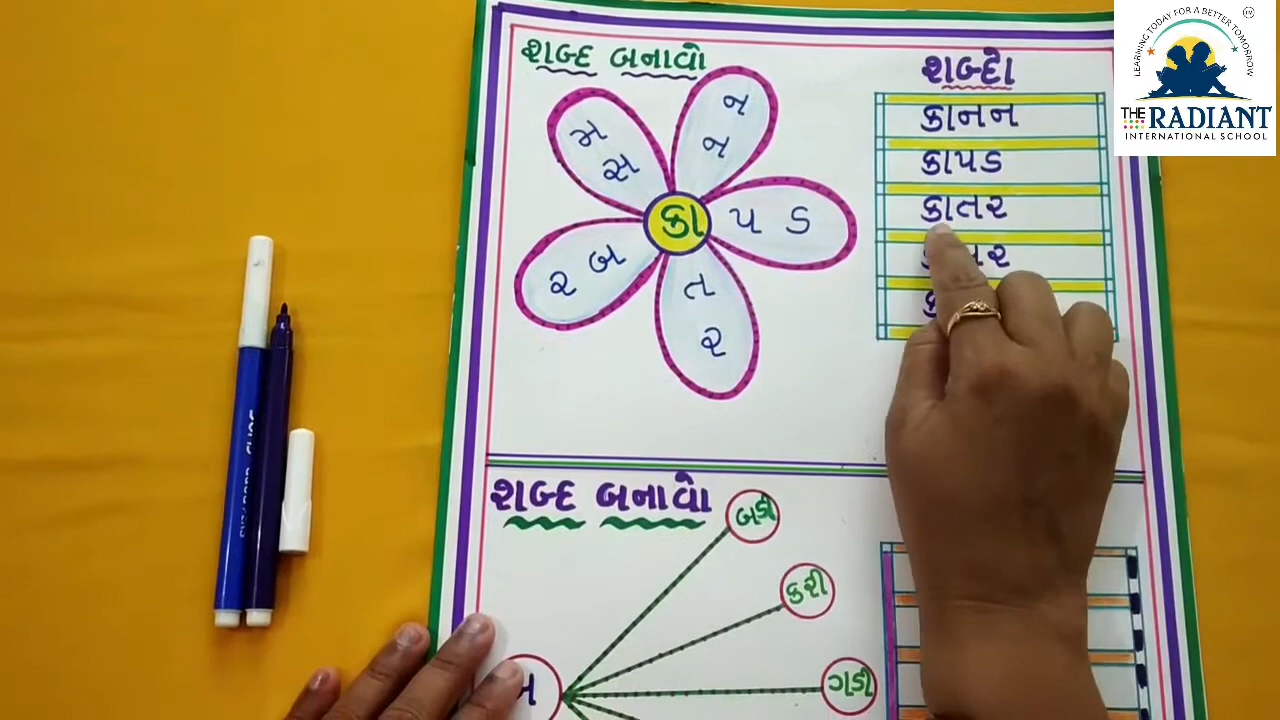 શબ્દ બનાવો
મ
સ
ન
ન
કા
પ ડ
ર બ
ત
ર
શબ્દો
કાનન
કાપડ
કાતર
શબ્દ બનાવો
બડી
કરી
ગડી
LEARNING TODAY FOR A BETTER TOMORROW
THE RADIANT
INTERNATIONAL SCHOOL